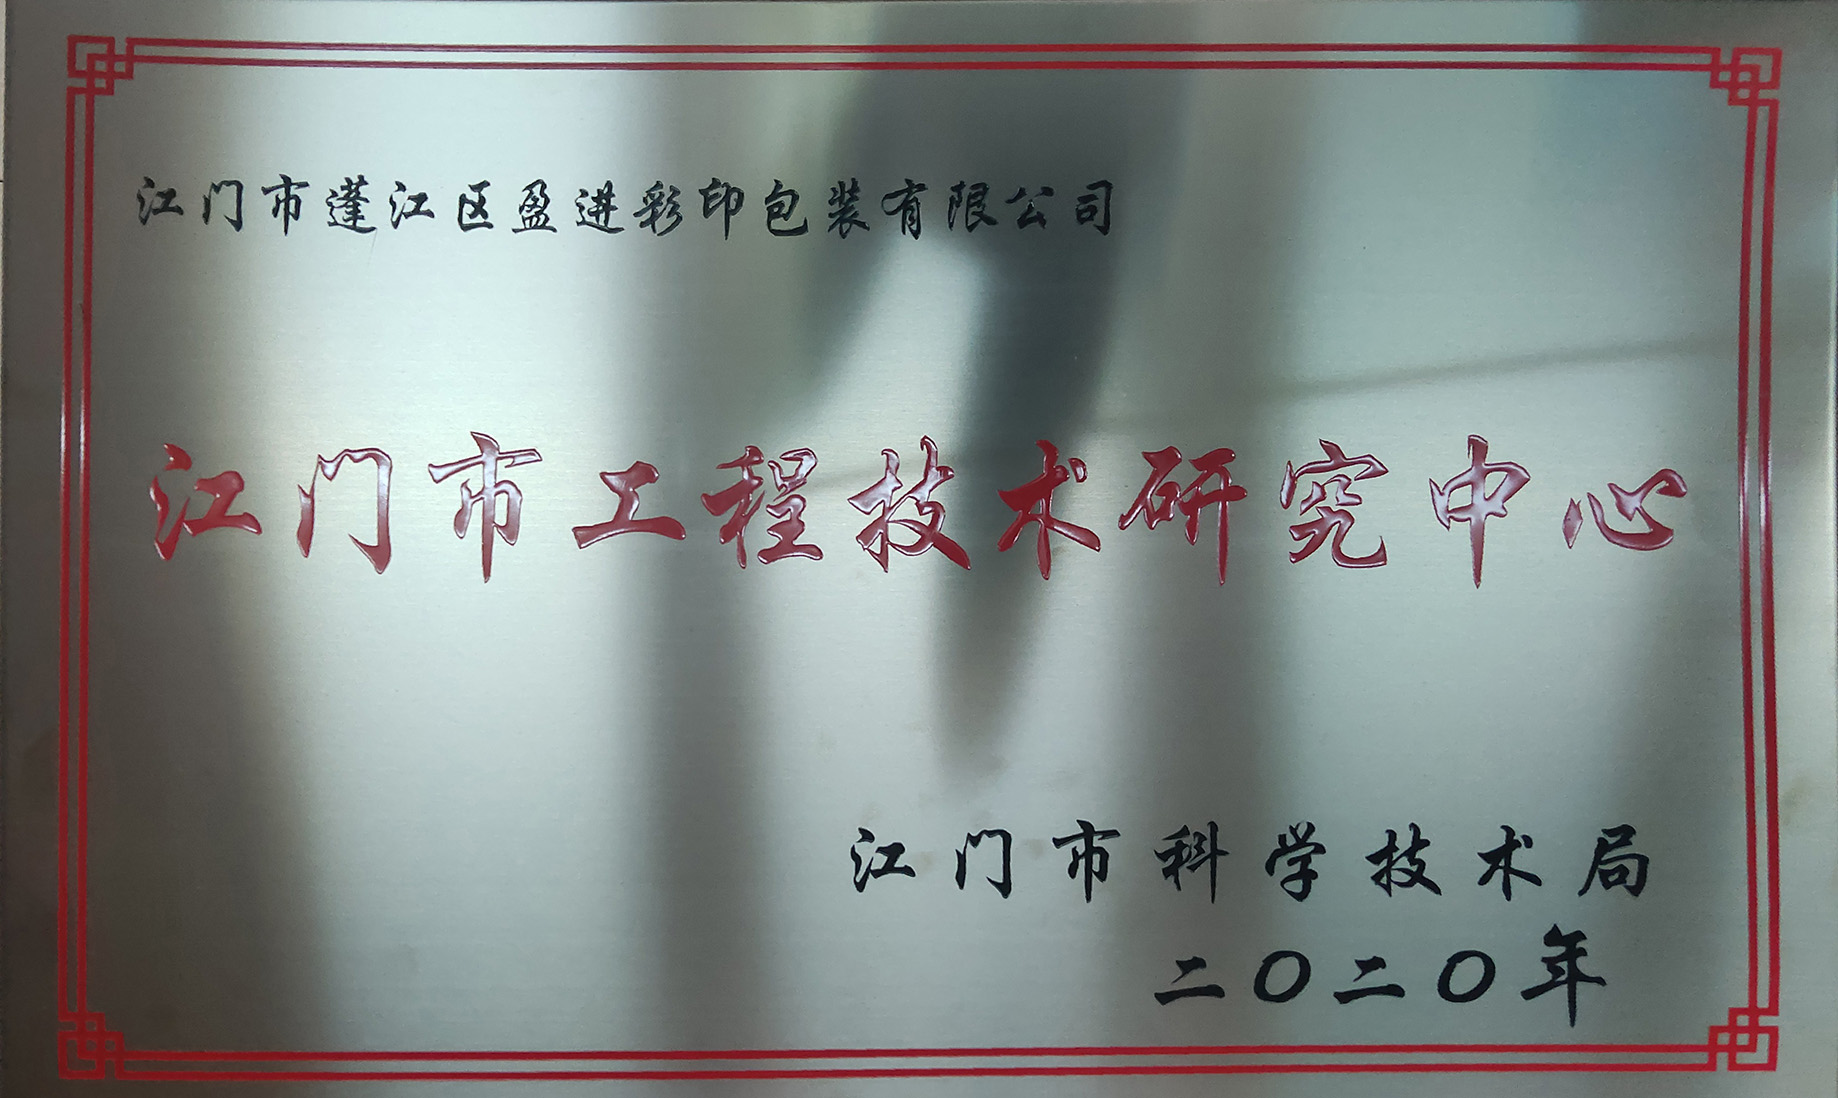 江门市蓬江区盈进彩印包装有限公司
江门市工程技术研究中心
江门市科学技术局
二〇二〇年